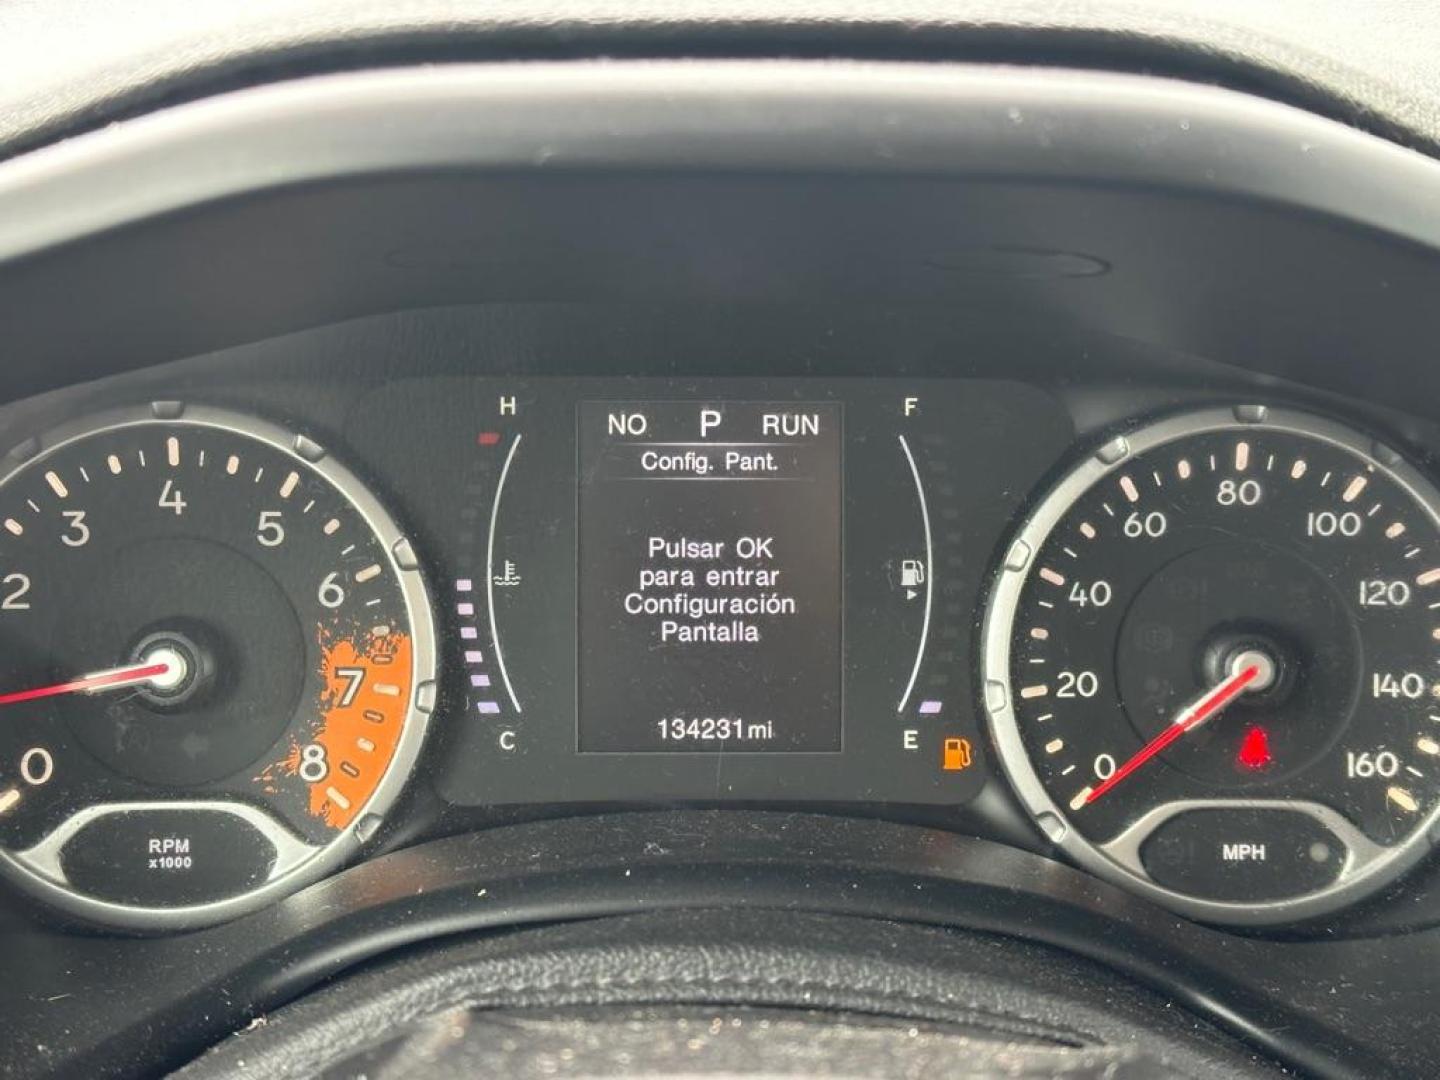 H
NO P RUN
F
Config. Pant.
Pulsar OK
para entrar
Configuración
Pantalla
134231 mi
C
E
0
2
3
4
5
6
7
8
RPM
x1000
0
20
40
60
80
100
120
140
160
MPH